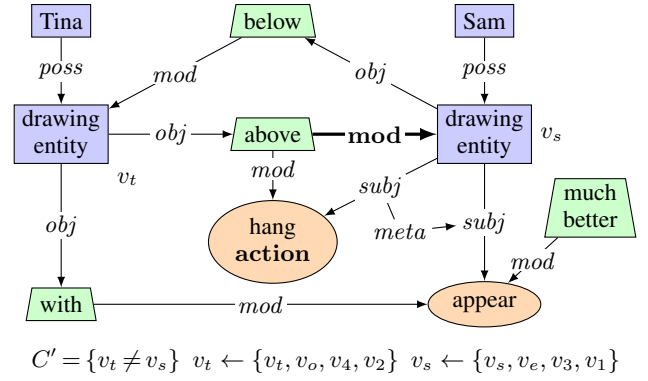 Tina
below
Sam
poss
mod
obj
poss
drawing
entity
obj
above
mod
drawing
entity
v_s
v_t
mod
subj
much
better
obj
hang
action
meta
subj
mod
with
mod
appear
C′ = {v_t ≠ v_s} v_t ← {v_t, v_o, v_4, v_2} v_s ← {v_s, v_e, v_3, v_1}